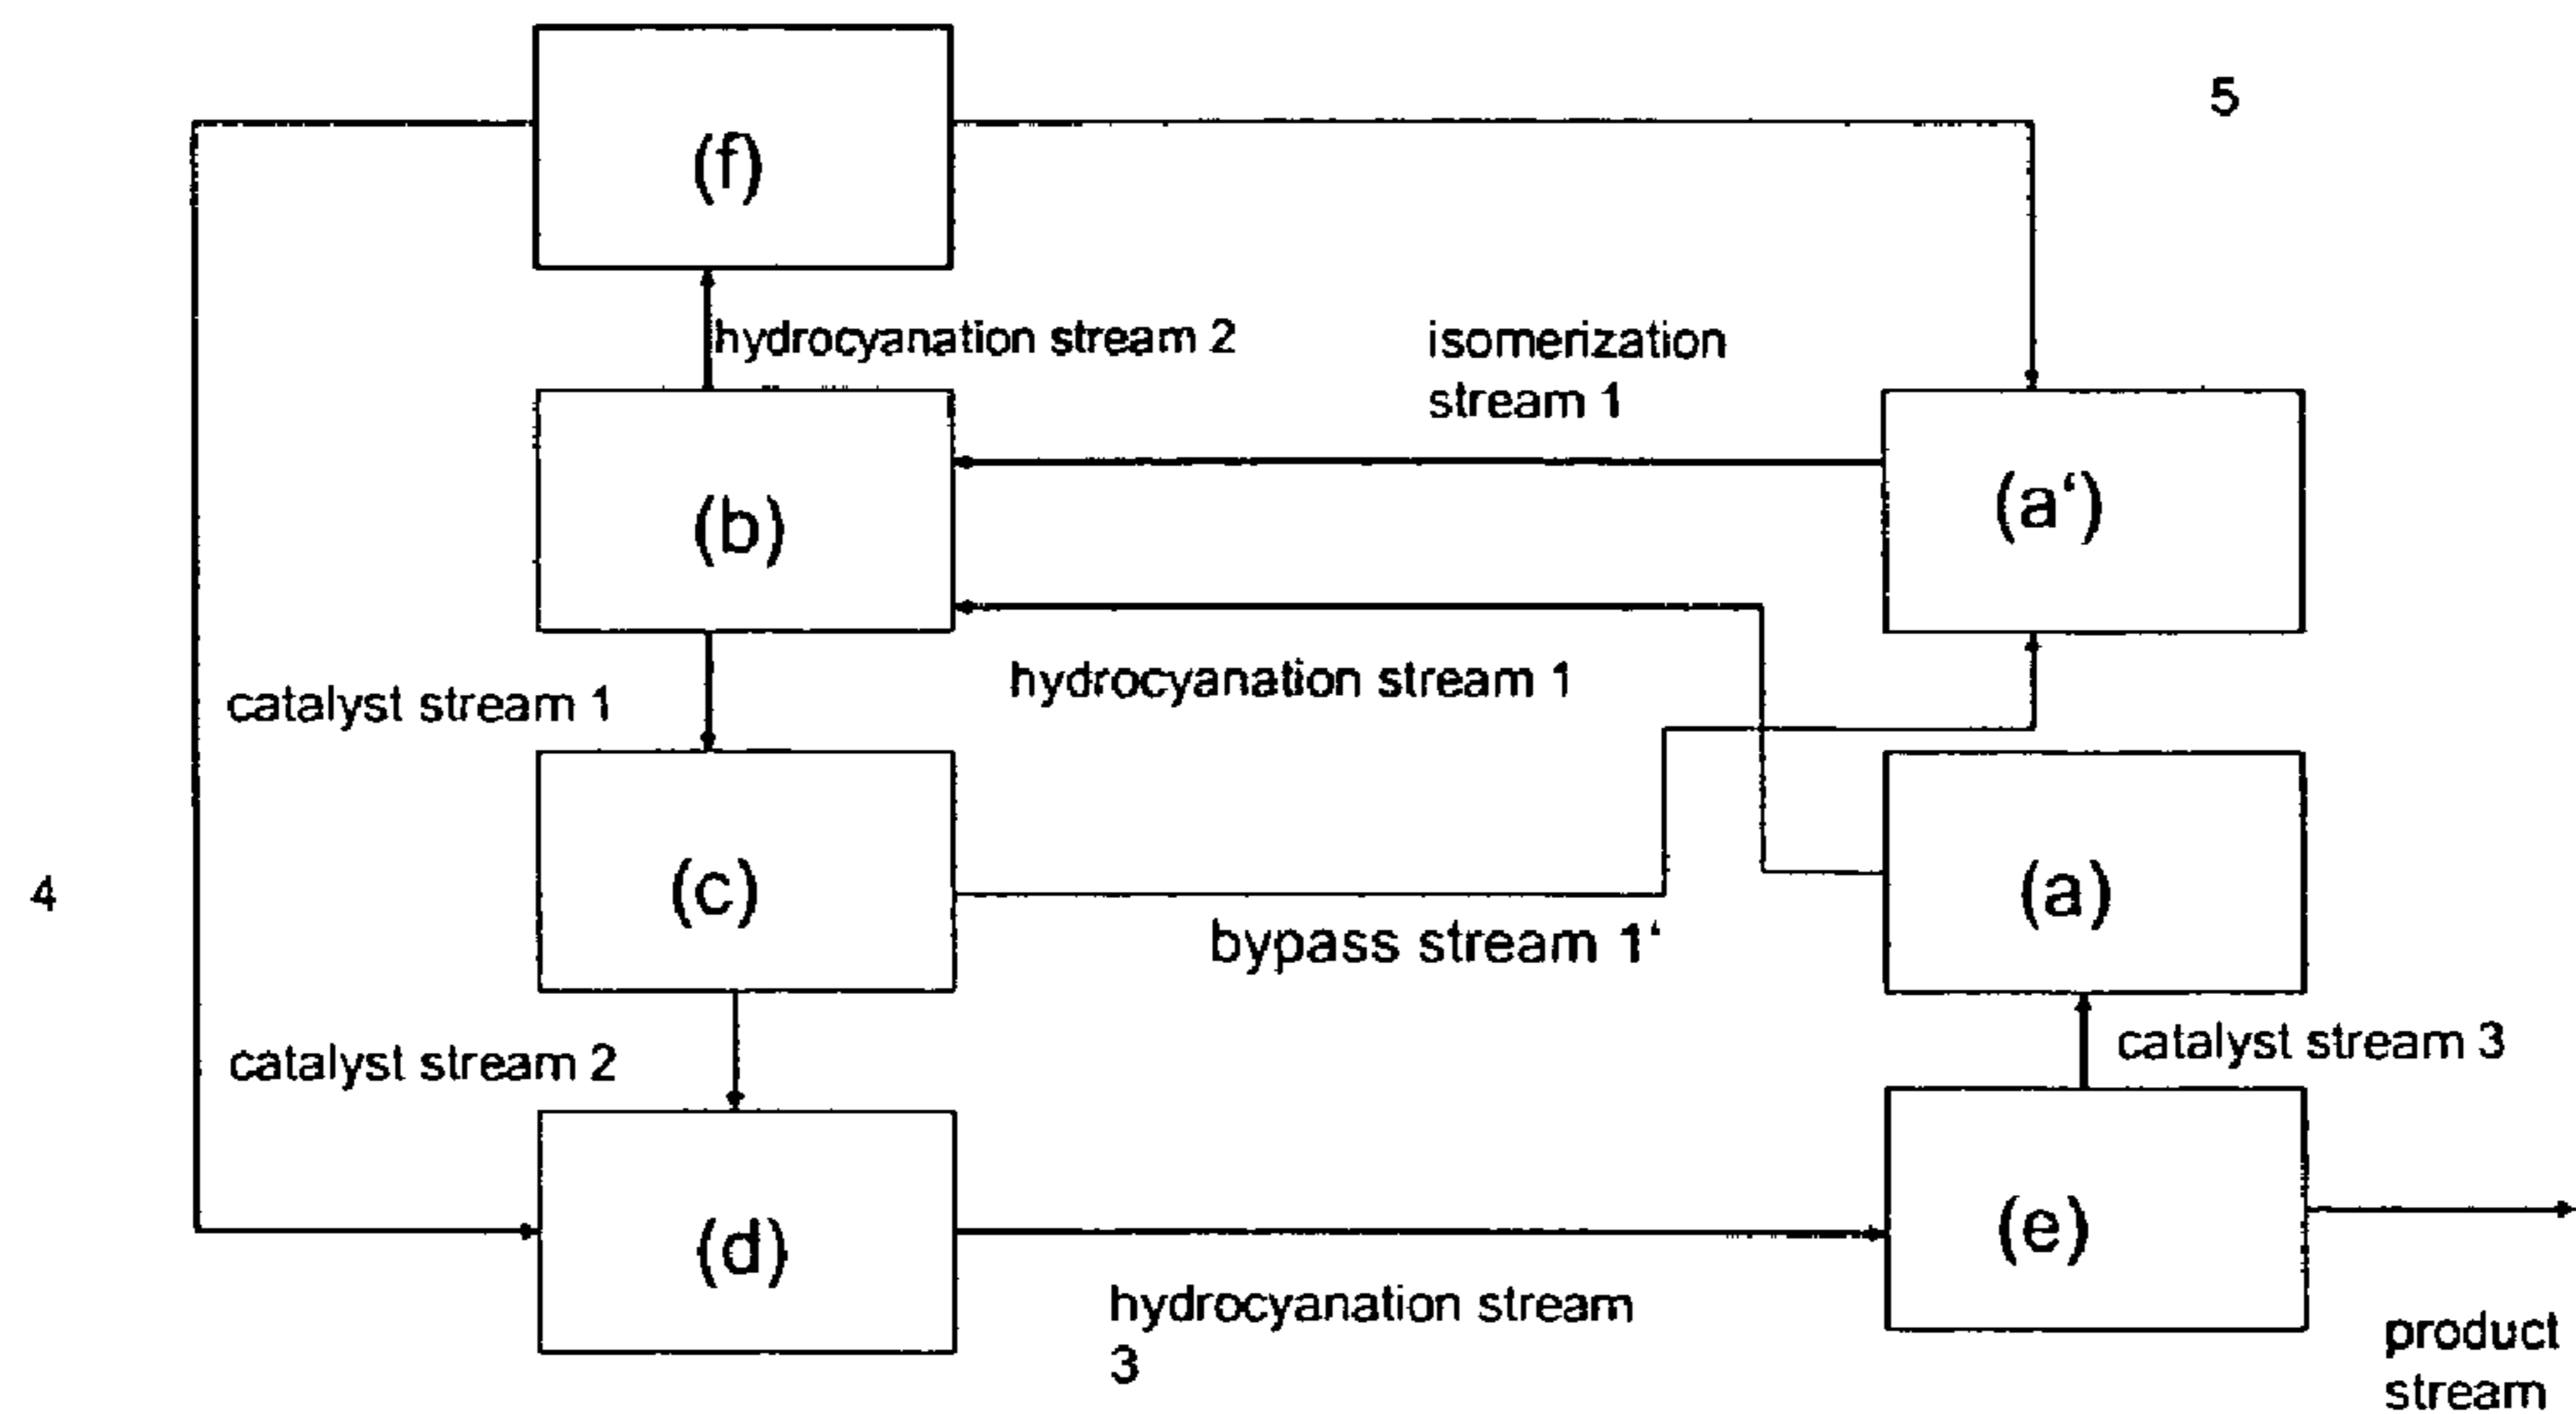 5
(f)
hydrocyanation stream 2
isomerization
stream 1
(b)
(a‘)
hydrocyanation stream 1
catalyst stream 1
(c)
(a)
4
bypass stream 1‘
catalyst stream 2
catalyst stream 3
(d)
(e)
hydrocyanation stream
3
product
stream